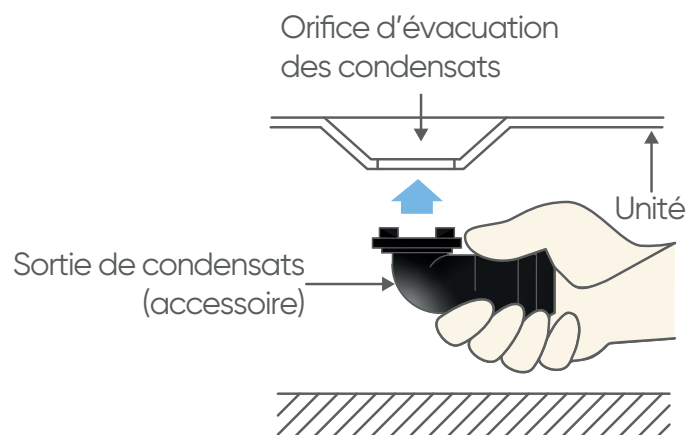 Orifice d’évacuation
des condensats
Unité
Sortie de condensats
(accessoire)